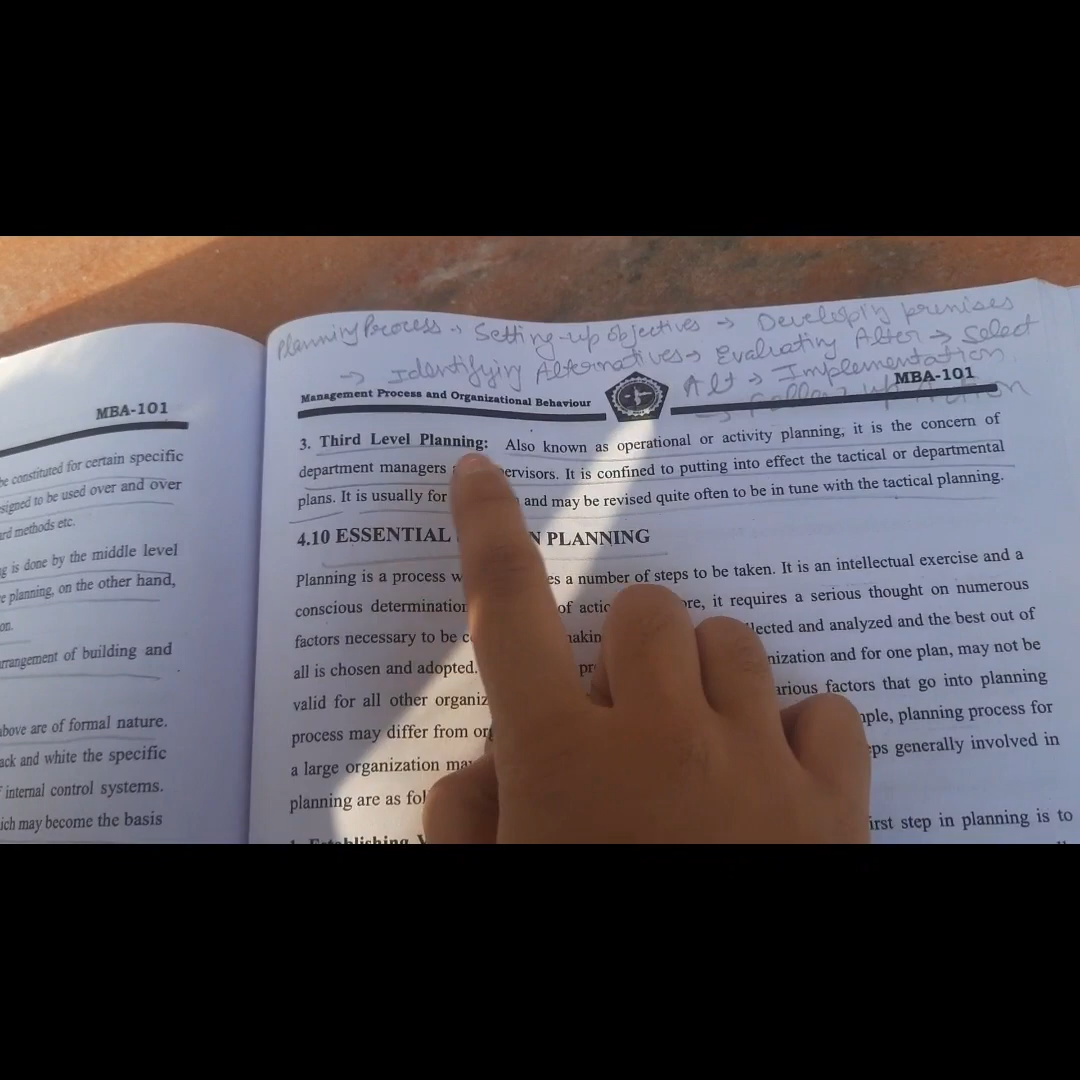 MBA-101
be constituted for certain specific
signed to be used over and over
rd methods etc.
g is done by the middle level
e planning, on the other hand,
on.
rrangement of building and
above are of formal nature.
ack and white the specific
internal control systems.
ich may become the basis
Planning Process → Setting-up objectives → Developing premises
→ Identifying Alternatives → Evaluating Alter → Select
Alt → Implementation
→ Follow up Action
Management Process and Organizational Behaviour
MBA-101
3. Third Level Planning: Also known as operational or activity planning, it is the concern of
department managers ervisors. It is confined to putting into effect the tactical or departmental
plans. It is usually for and may be revised quite often to be in tune with the tactical planning.
4.10 ESSENTIAL N PLANNING
Planning is a process w es a number of steps to be taken. It is an intellectual exercise and a
conscious determination of actio re, it requires a serious thought on numerous
factors necessary to be c makin lected and analyzed and the best out of
all is chosen and adopted. pr nization and for one plan, may not be
valid for all other organiz arious factors that go into planning
process may differ from org mple, planning process for
a large organization ma eps generally involved in
planning are as fol
1. Establishing irst step in planning is to